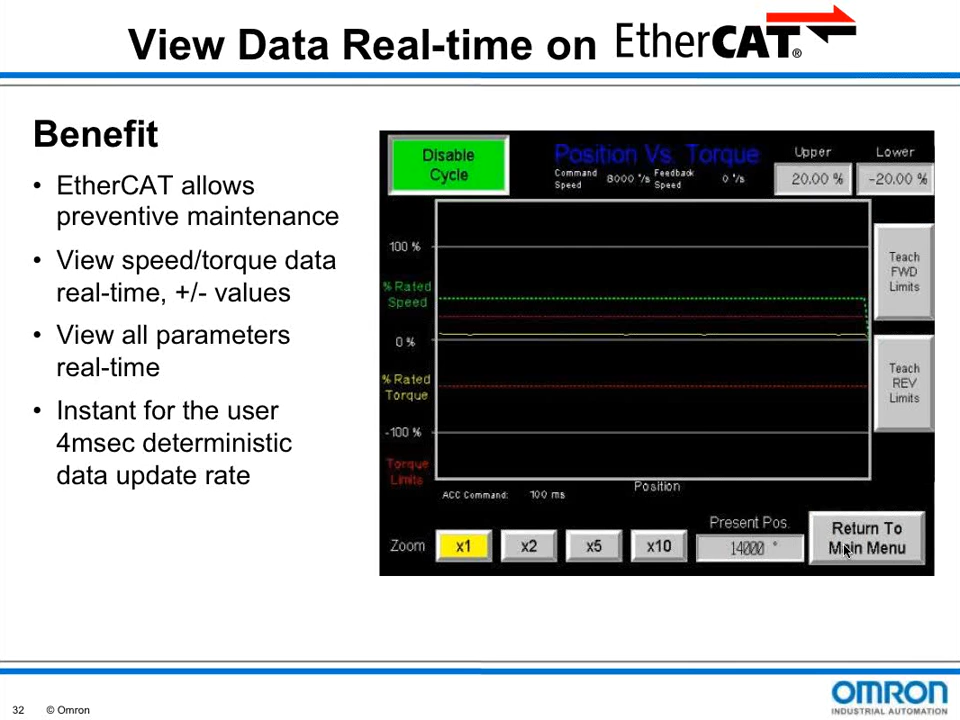 View Data Real-time on EtherCAT®
Benefit
• EtherCAT allows
preventive maintenance
• View speed/torque data
real-time, +/- values
• View all parameters
real-time
• Instant for the user
4msec deterministic
data update rate
Disable
Cycle
Position Vs. Torque
Command
Speed
8000 °/s
Feedback
Speed
0 °/s
Upper
Lower
20.00 %
-20.00 %
100 %
% Rated
Speed
0 %
% Rated
Torque
-100 %
Torque
Limits
Teach
FWD
Limits
Teach
REV
Limits
ACC Command: 100 ms
Position
Zoom
x1
x2
x5
x10
Present Pos.
14000 °
Return To
Main Menu
32
© Omron
OMRON
INDUSTRIAL AUTOMATION